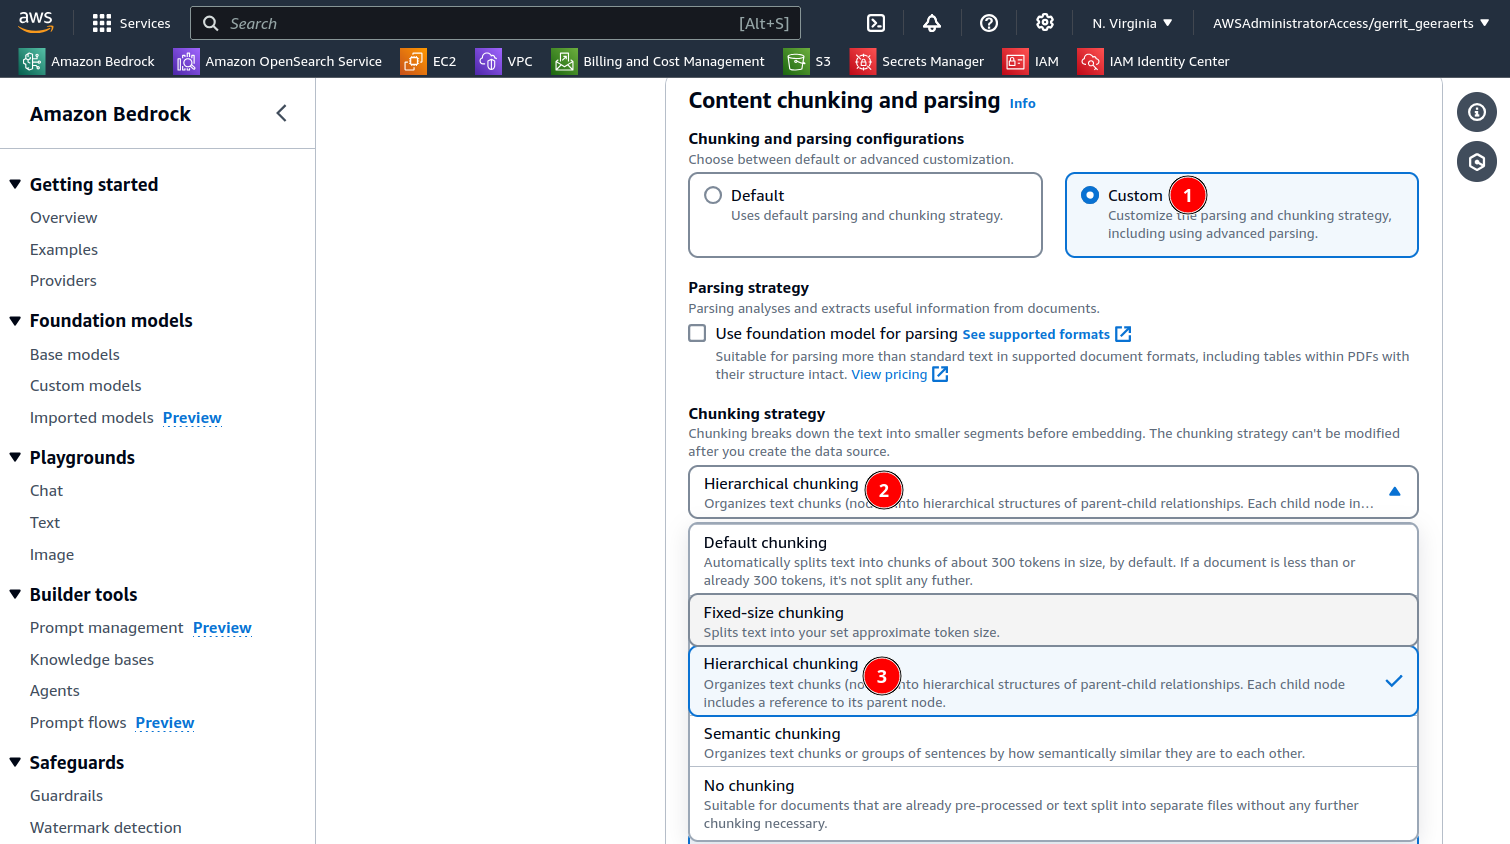 aws
Services
Search
[Alt+S]
N. Virginia
AWSAdministratorAccess/gerrit_geeraerts
Amazon Bedrock
Amazon OpenSearch Service
EC2
VPC
Billing and Cost Management
S3
Secrets Manager
IAM
IAM Identity Center
Amazon Bedrock
Getting started
Overview
Examples
Providers
Foundation models
Base models
Custom models
Imported models Preview
Playgrounds
Chat
Text
Image
Builder tools
Prompt management Preview
Knowledge bases
Agents
Prompt flows Preview
Safeguards
Guardrails
Watermark detection
Content chunking and parsing Info
Chunking and parsing configurations
Choose between default or advanced customization.
Default
Uses default parsing and chunking strategy.
Custom 1
Customize the parsing and chunking strategy,
including using advanced parsing.
Parsing strategy
Parsing analyses and extracts useful information from documents.
Use foundation model for parsing See supported formats
Suitable for parsing more than standard text in supported document formats, including tables within PDFs with
their structure intact. View pricing
Chunking strategy
Chunking breaks down the text into smaller segments before embedding. The chunking strategy can't be modified
after you create the data source.
Hierarchical chunking 2
Organizes text chunks into hierarchical structures of parent-child relationships. Each child node in...
Default chunking
Automatically splits text into chunks of about 300 tokens in size, by default. If a document is less than or
already 300 tokens, it's not split any futher.
Fixed-size chunking
Splits text into your set approximate token size.
Hierarchical chunking 3
Organizes text chunks into hierarchical structures of parent-child relationships. Each child node
includes a reference to its parent node.
Semantic chunking
Organizes text chunks or groups of sentences by how semantically similar they are to each other.
No chunking
Suitable for documents that are already pre-processed or text split into separate files without any further
chunking necessary.